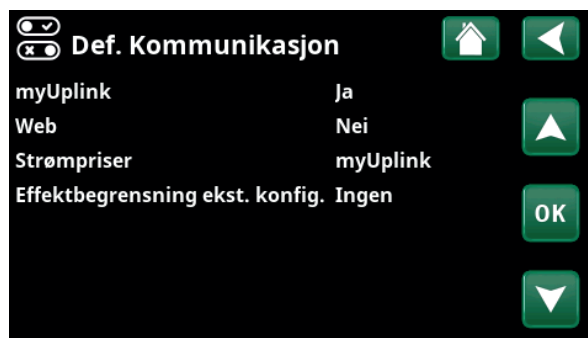 Def. Kommunikasjon
myUplink Ja
Web Nei
Strømpriser myUplink
Effektbegrensning ekst. konfig. Ingen
OK